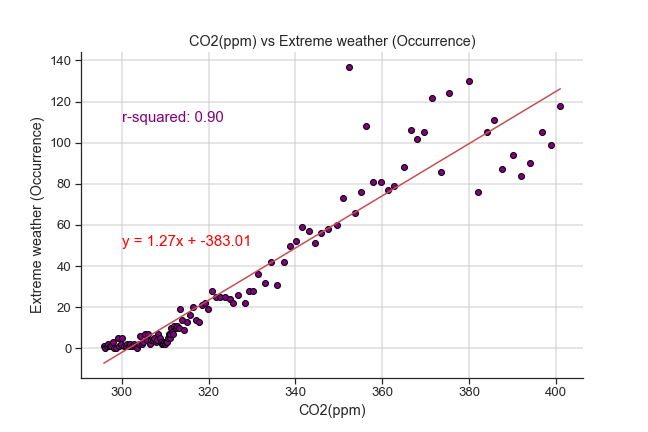 CO2(ppm) vs Extreme weather (Occurrence)
140
120
100
80
60
40
20
0
Extreme weather (Occurrence)
r-squared: 0.90
y = 1.27x + -383.01
300
320
340
360
380
400
CO2(ppm)